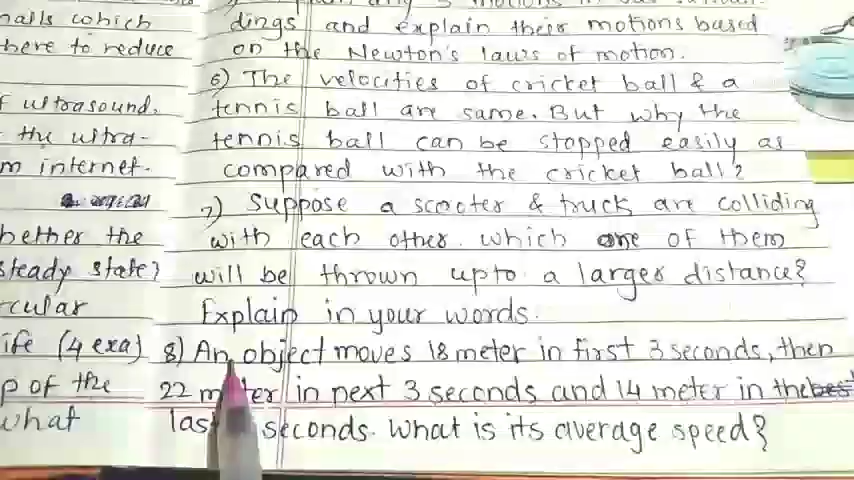 nalls which
here to reduce
f ultrasound.
the ultra-
m internet.
hether the
steady state?
rcular
ife (4 exa)
p of the
what
dings and explain their motions based
on the Newton's laws of motion.
6) The velocities of cricket ball & a
tennis ball are same. But why the
tennis ball can be stopped easily as
compared with the cricket ball?
7) Suppose a scooter & truck are colliding
with each other. which one of them
will be thrown upto a larger distance?
Explain in your words.
8) An object moves 18 meter in first 3 seconds, then
22 meter in next 3 seconds and 14 meter in the
last seconds. What is its average speed?